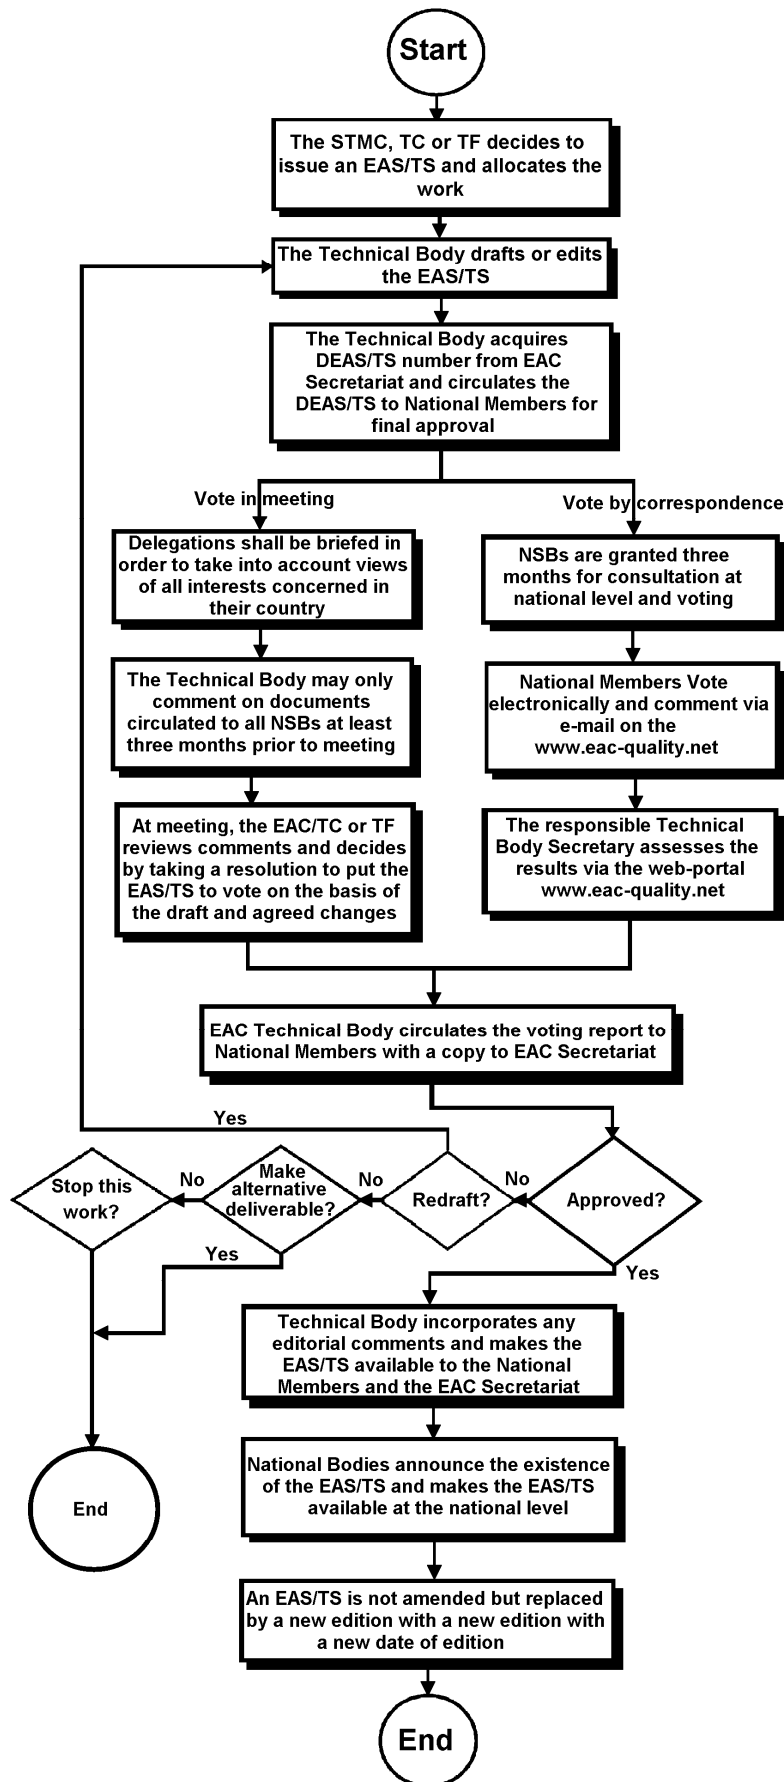 Start
The STMC, TC or TF decides to
issue an EAS/TS and allocates the
work
The Technical Body drafts or edits
the EAS/TS
The Technical Body acquires
DEAS/TS number from EAC
Secretariat and circulates the
DEAS/TS to National Members for
final approval
Vote in meeting
Delegations shall be briefed in
order to take into account views
of all interests concerned in
their country
The Technical Body may only
comment on documents
circulated to all NSBs at least
three months prior to meeting
At meeting, the EAC/TC or TF
reviews comments and decides
by taking a resolution to put the
EAS/TS to vote on the basis of
the draft and agreed changes
Vote by correspondence
NSBs are granted three
months for consultation at
national level and voting
National Members Vote
electronically and comment via
e-mail on the
www.eac-quality.net
The responsible Technical
Body Secretary assesses the
results via the web-portal
www.eac-quality.net
EAC Technical Body circulates the voting report to
National Members with a copy to EAC Secretariat
Approved?
No
Redraft?
Yes
No
Make
alternative
deliverable?
No
Yes
Stop this
work?
End
Yes
Technical Body incorporates any
editorial comments and makes the
EAS/TS available to the National
Members and the EAC Secretariat
National Bodies announce the existence
of the EAS/TS and makes the EAS/TS
available at the national level
An EAS/TS is not amended but replaced
by a new edition with a new edition with
a new date of edition
End